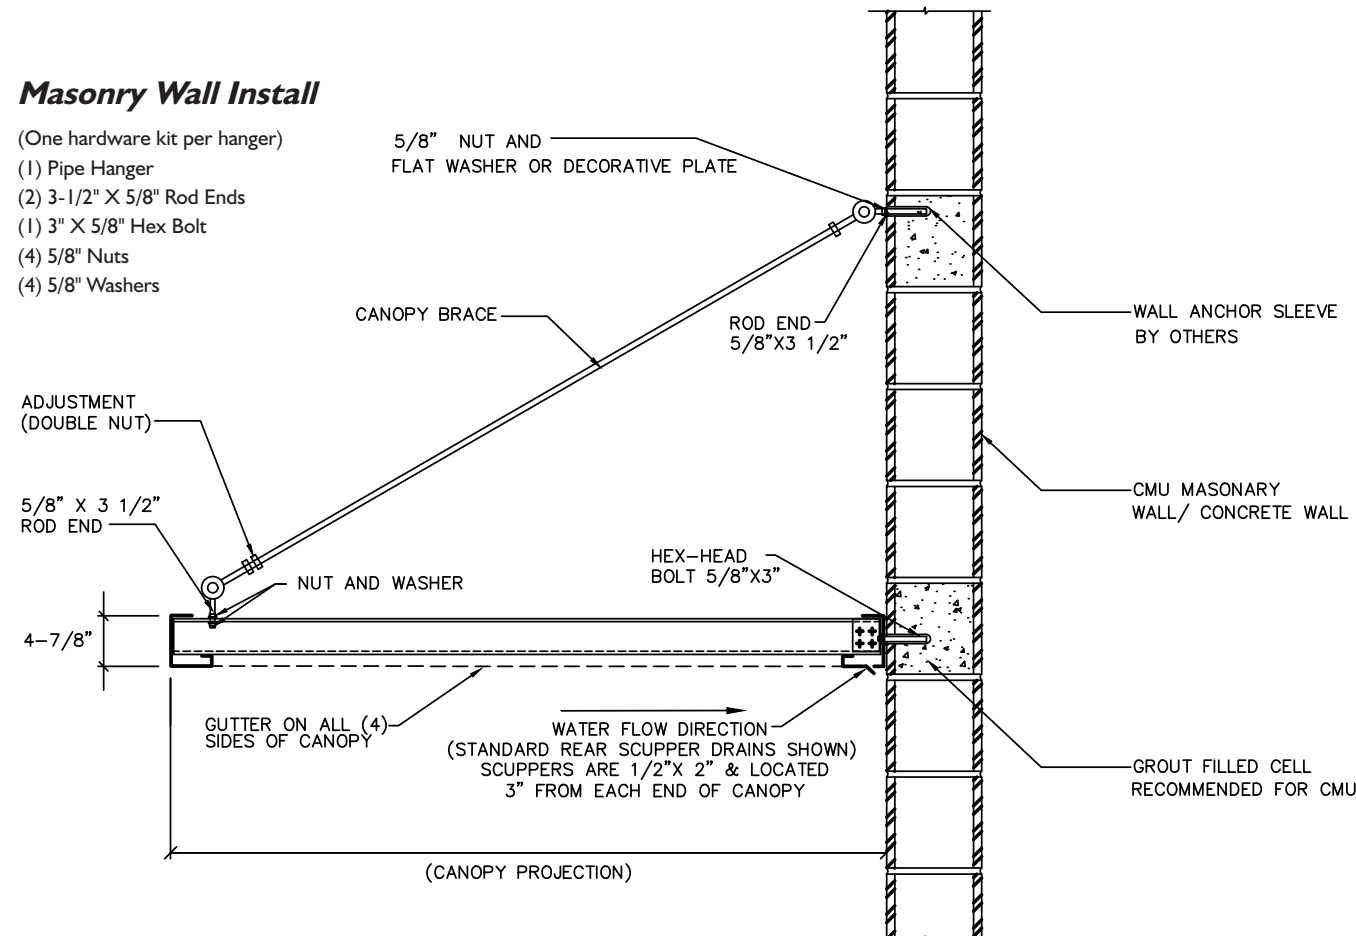 Masonry Wall Install
(One hardware kit per hanger)
(1) Pipe Hanger
(2) 3-1/2" X 5/8" Rod Ends
(1) 3" X 5/8" Hex Bolt
(4) 5/8" Nuts
(4) 5/8" Washers
5/8” NUT AND
FLAT WASHER OR DECORATIVE PLATE
CANOPY BRACE
ROD END
5/8”X3 1/2”
WALL ANCHOR SLEEVE
BY OTHERS
ADJUSTMENT
(DOUBLE NUT)
5/8” X 3 1/2”
ROD END
CMU MASONARY
WALL/ CONCRETE WALL
HEX-HEAD
BOLT 5/8”X3”
NUT AND WASHER
4-7/8”
GUTTER ON ALL (4)
SIDES OF CANOPY
WATER FLOW DIRECTION
(STANDARD REAR SCUPPER DRAINS SHOWN)
SCUPPERS ARE 1/2”X 2” & LOCATED
3” FROM EACH END OF CANOPY
GROUT FILLED CELL
RECOMMENDED FOR CMU
(CANOPY PROJECTION)